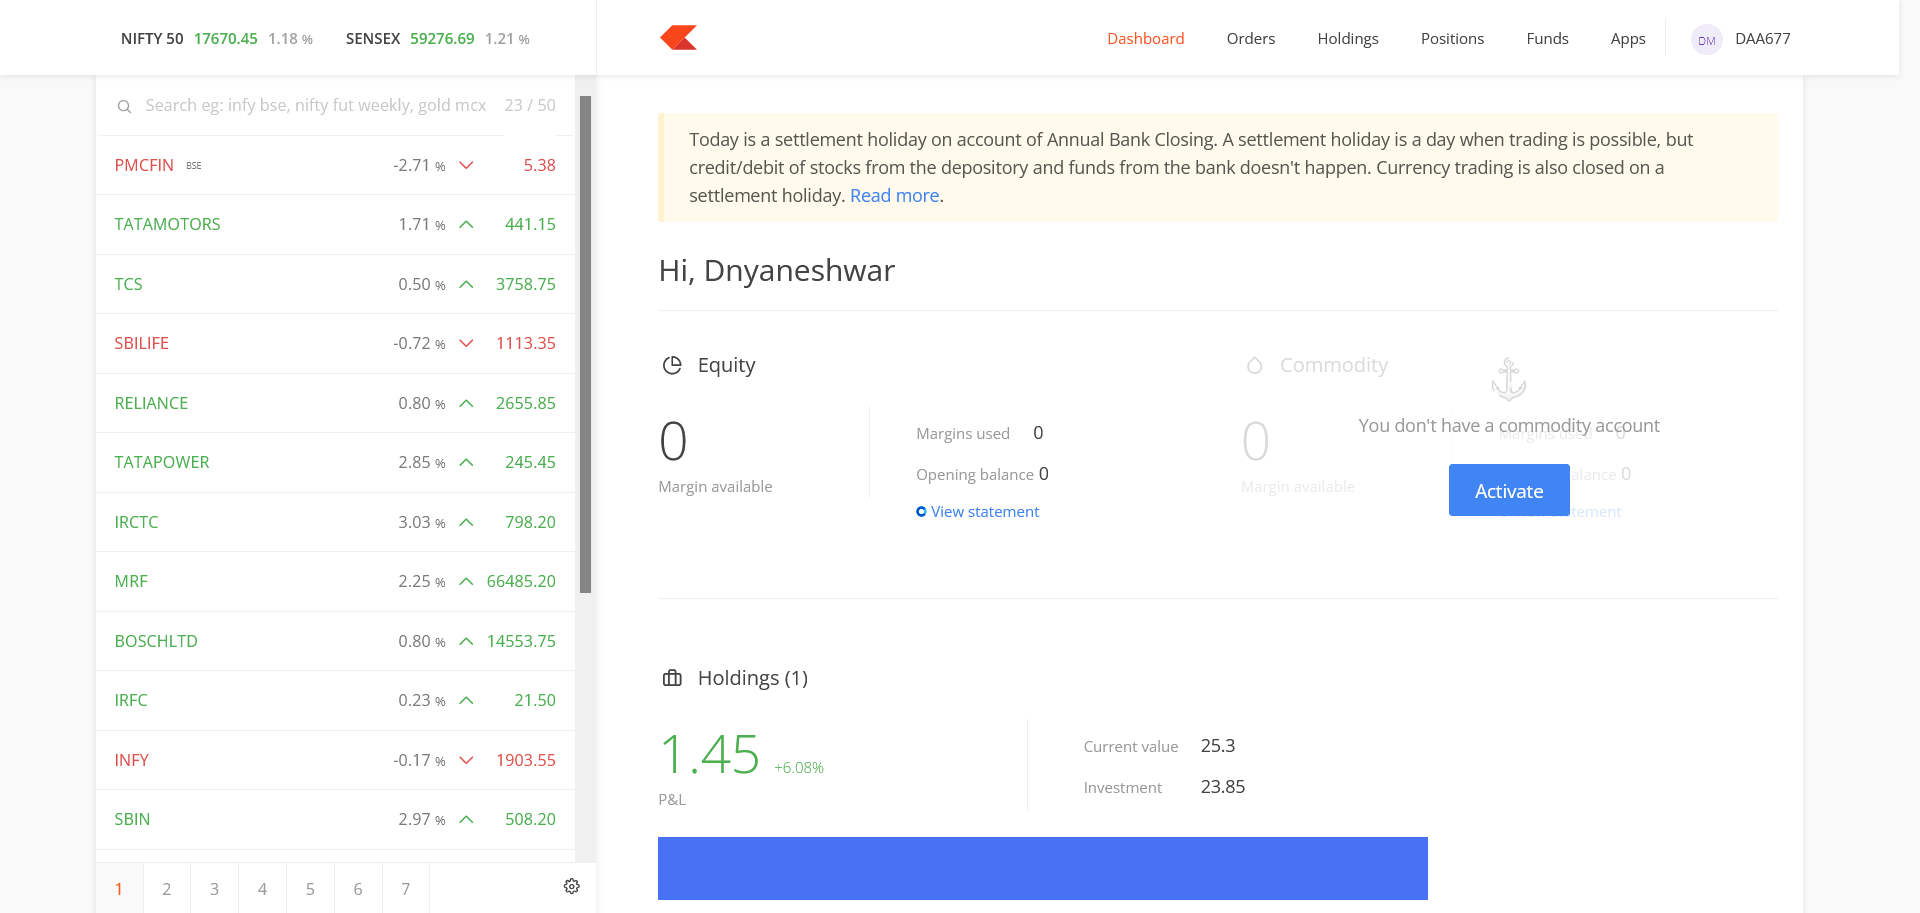 NIFTY 50 17670.45 1.18 % SENSEX 59276.69 1.21 %
Dashboard Orders Holdings Positions Funds Apps DM DAA677
Search eg: infy bse, nifty fut weekly, gold mcx 23 / 50
PMCFIN BSE -2.71 % 5.38
TATAMOTORS 1.71 % 441.15
TCS 0.50 % 3758.75
SBILIFE -0.72 % 1113.35
RELIANCE 0.80 % 2655.85
TATAPOWER 2.85 % 245.45
IRCTC 3.03 % 798.20
MRF 2.25 % 66485.20
BOSCHLTD 0.80 % 14553.75
IRFC 0.23 % 21.50
INFY -0.17 % 1903.55
SBIN 2.97 % 508.20
1 2 3 4 5 6 7
Today is a settlement holiday on account of Annual Bank Closing. A settlement holiday is a day when trading is possible, but
credit/debit of stocks from the depository and funds from the bank doesn't happen. Currency trading is also closed on a
settlement holiday. Read more.
Hi, Dnyaneshwar
Equity
0
Margin available
Margins used 0
Opening balance 0
View statement
Commodity
0
Margin available
You don't have a commodity account
Margins used 0
alance 0
tement
Activate
Holdings (1)
1.45 +6.08%
P&L
Current value 25.3
Investment 23.85